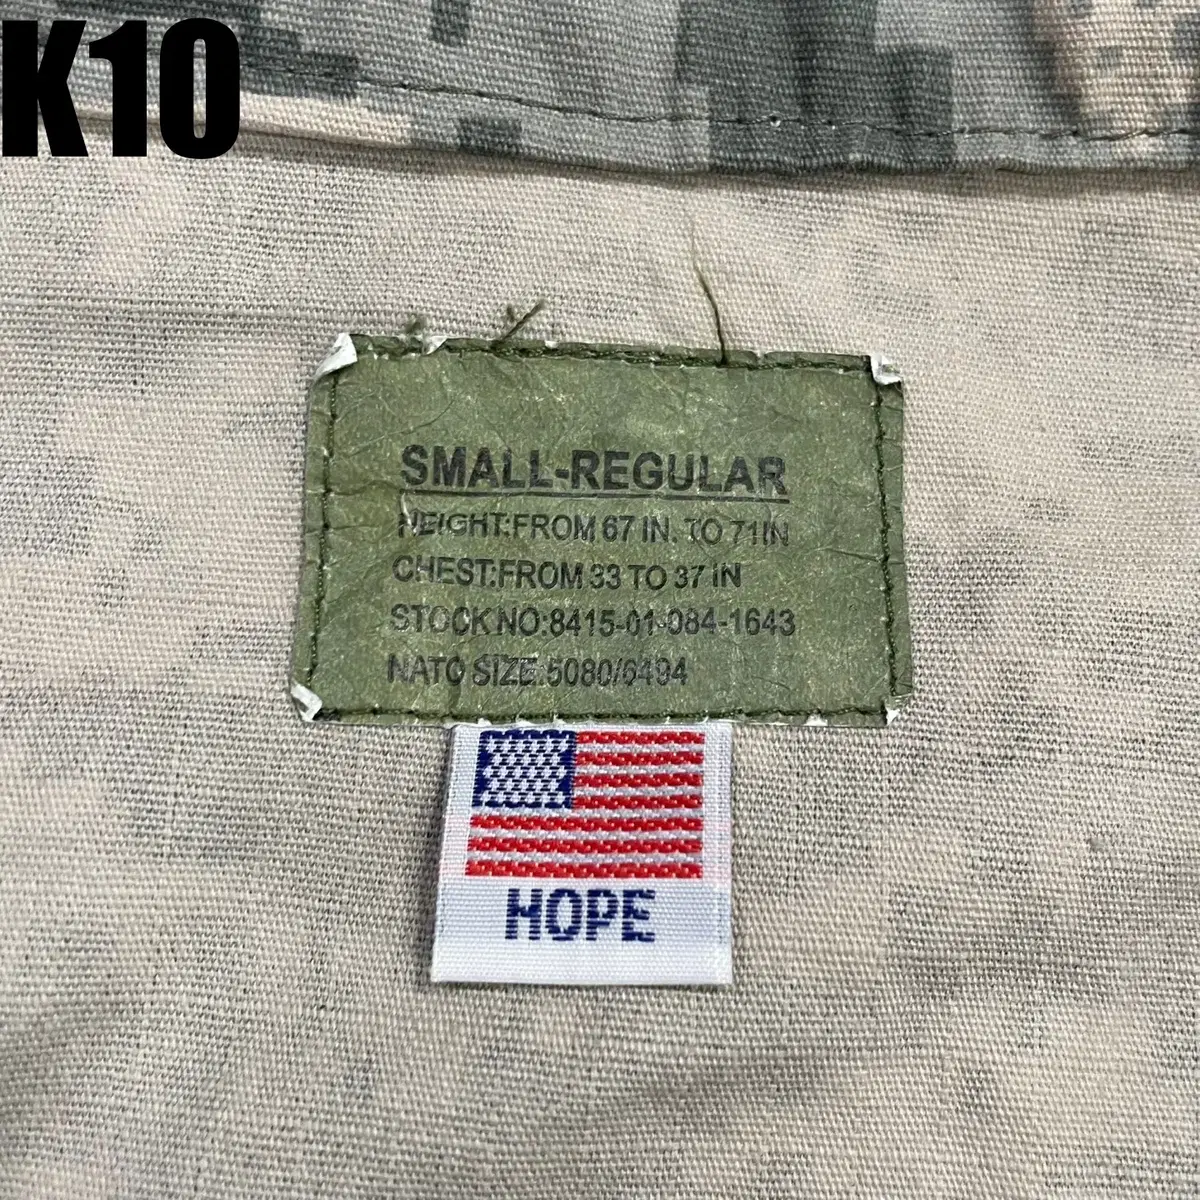 K10
SMALL-REGULAR
HEIGHT:FROM 67 IN. TO 71IN
CHEST:FROM 33 TO 37 IN
STOCK NO:8415-01-084-1643
NATO SIZE:5080/6494
HOPE